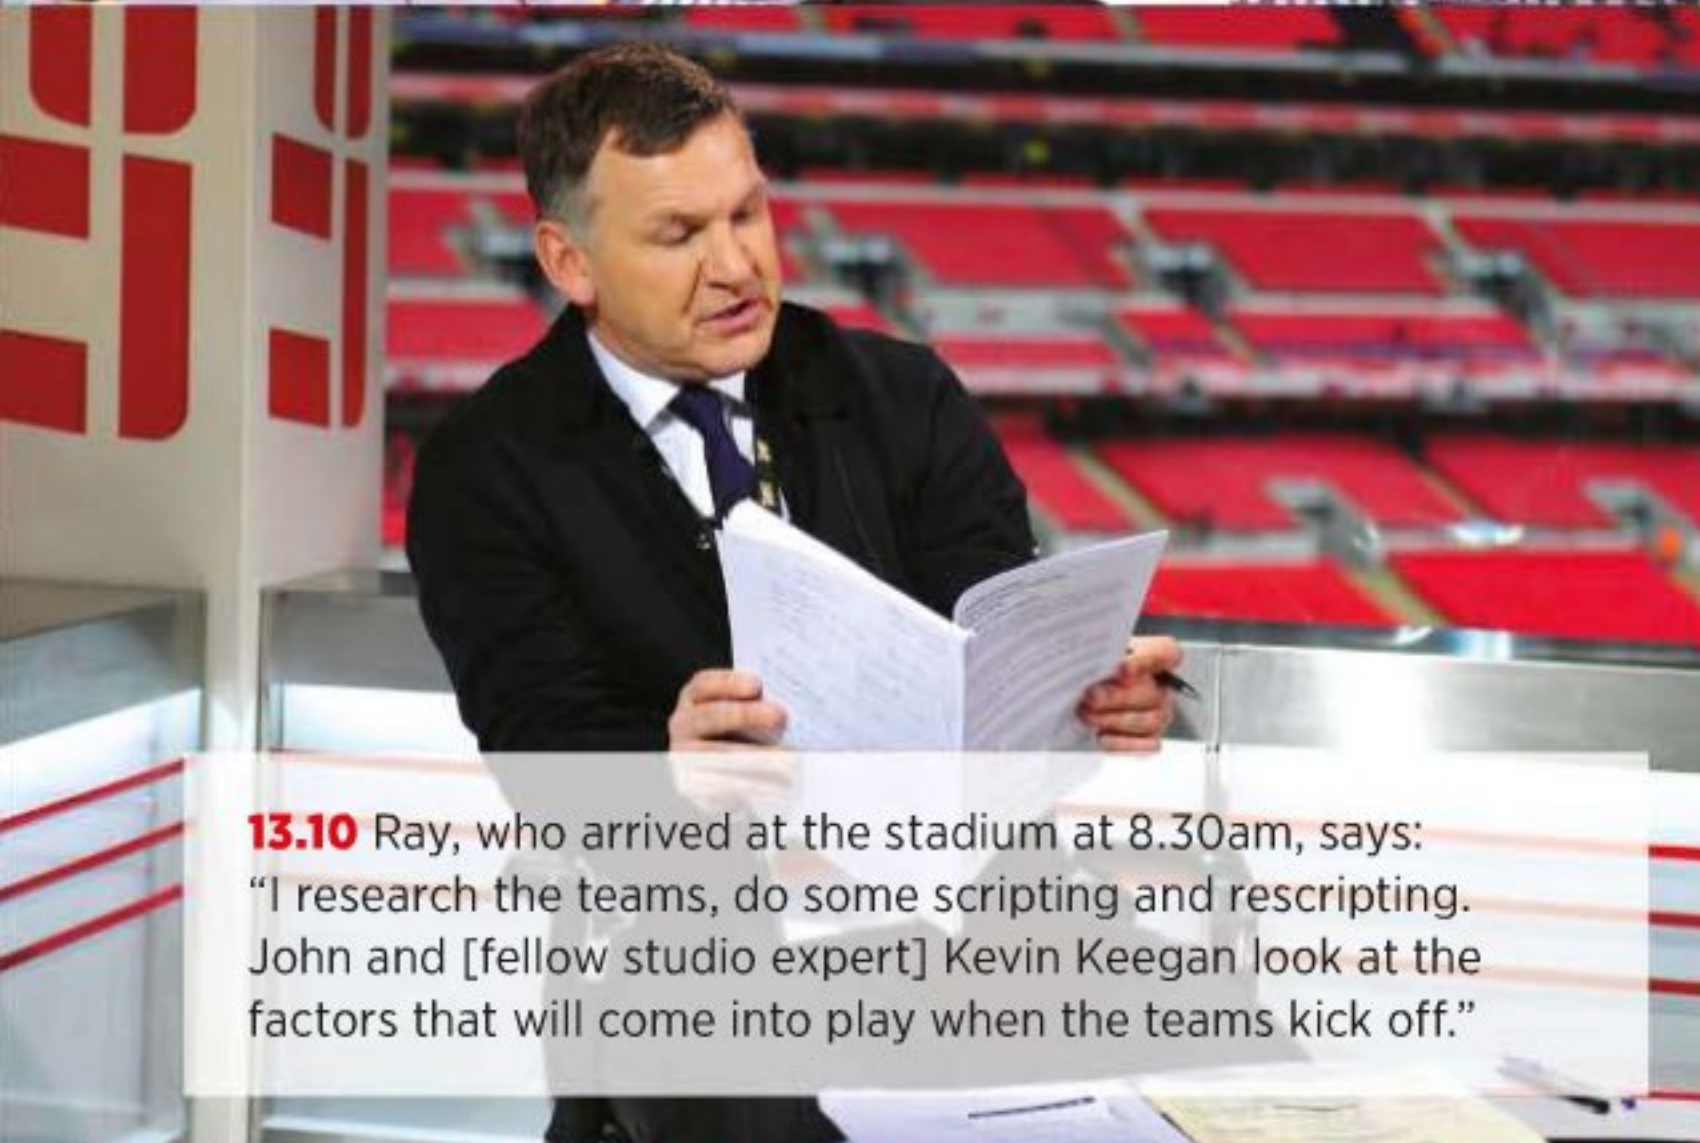 13.10 Ray, who arrived at the stadium at 8.30am, says:
“I research the teams, do some scripting and rescripting.
John and [fellow studio expert] Kevin Keegan look at the
factors that will come into play when the teams kick off.”